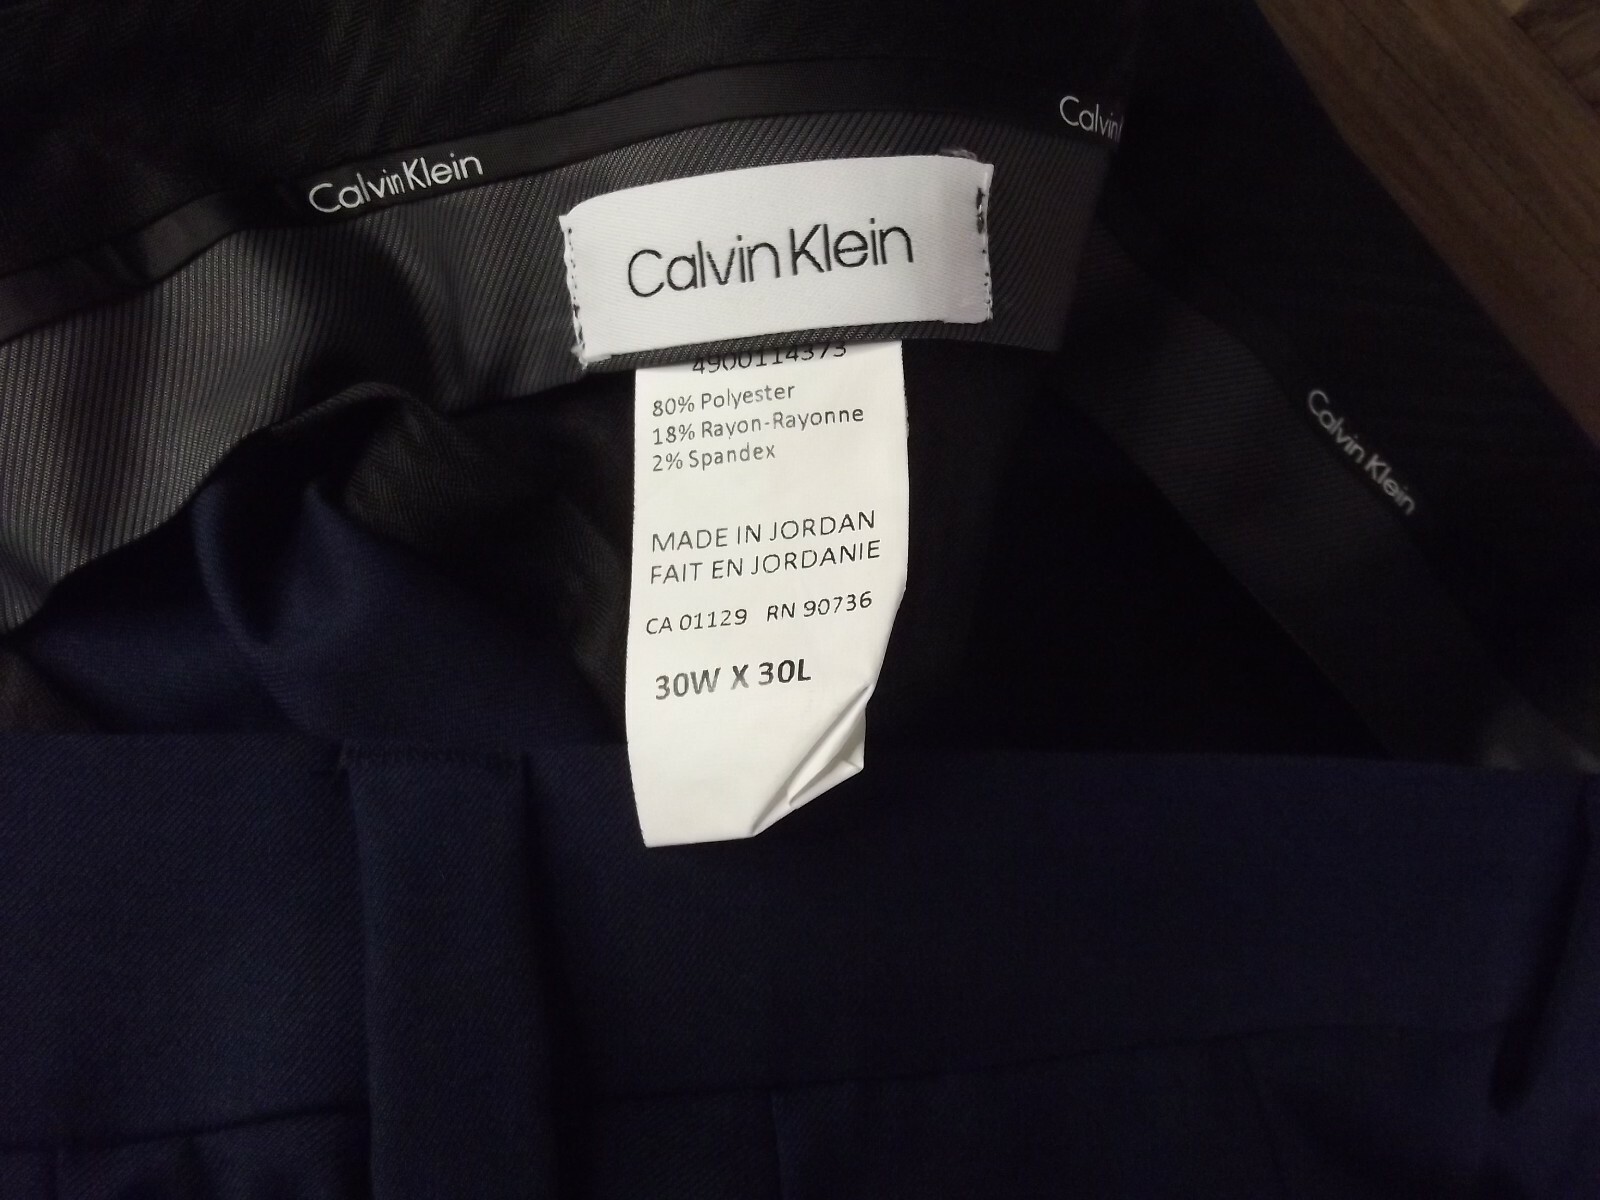 Calvin Klein
Calvin
Calvin Klein
4900114373
80% Polyester
18% Rayon-Rayonne
2% Spandex
MADE IN JORDAN
FAIT EN JORDANIE
CA 01129 RN 90736
30W X 30L
Calvin Klein